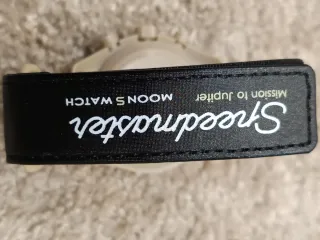 Speedmaster
Mission to Jupiter MOONSWATCH